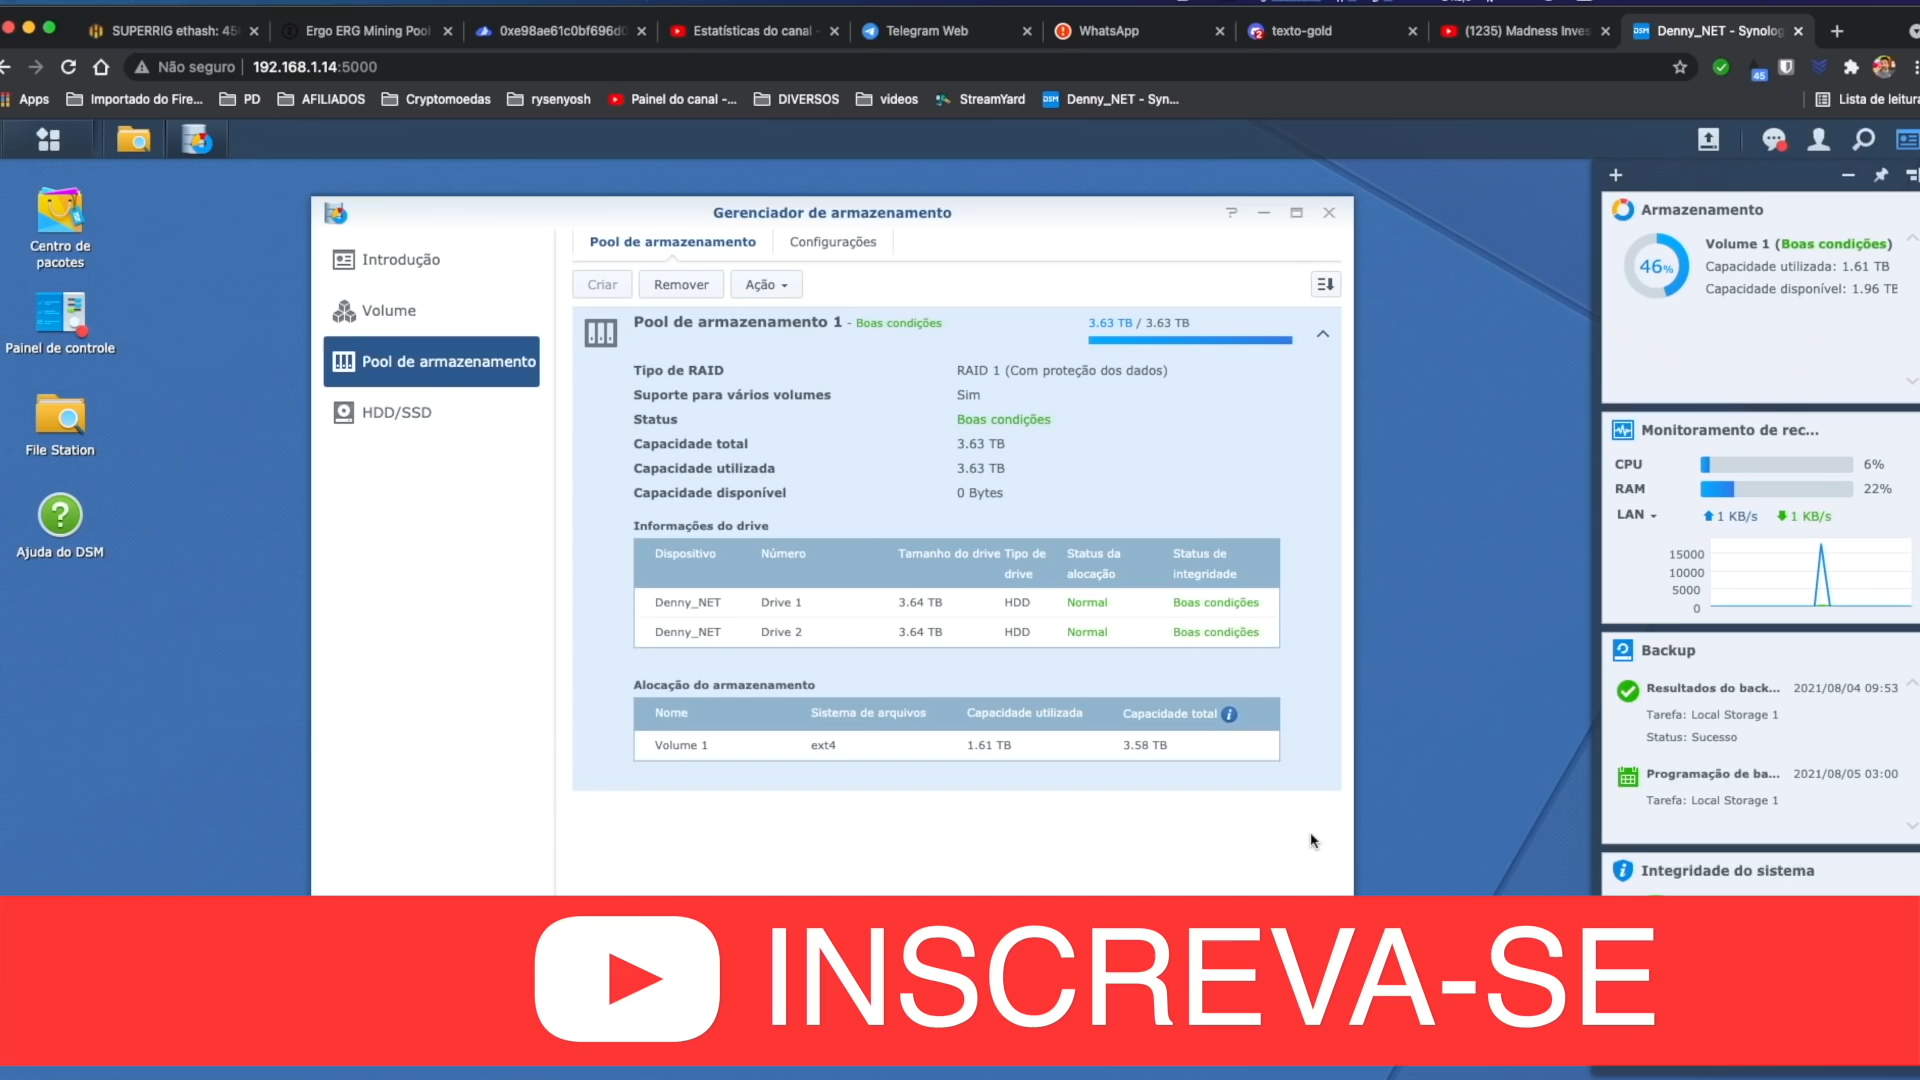 SUPERRIG ethash: 45
Ergo ERG Mining Pool
0xe98ae61c0bf696d0
Estatísticas do canal -
Telegram Web
WhatsApp
texto-gold
(1235) Madness Inves
Denny_NET - Synolog
Não seguro
192.168.1.14:5000
45
Apps
Importado do Fire...
PD
AFILIADOS
Cryptomoedas
rysenyosh
Painel do canal -...
DIVERSOS
videos
StreamYard
Denny_NET - Syn...
Lista de leitura
Centro de
pacotes
Painel de controle
File Station
Ajuda do DSM
Gerenciador de armazenamento
Introdução
Volume
Pool de armazenamento
HDD/SSD
Pool de armazenamento
Configurações
Criar
Remover
Ação
Pool de armazenamento 1 - Boas condições
3.63 TB / 3.63 TB
Tipo de RAID
RAID 1 (Com proteção dos dados)
Suporte para vários volumes
Sim
Status
Boas condições
Capacidade total
3.63 TB
Capacidade utilizada
3.63 TB
Capacidade disponível
0 Bytes
Informações do drive
Dispositivo
Número
Tamanho do drive
Tipo de
drive
Status da
alocação
Status de
integridade
Denny_NET
Drive 1
3.64 TB
HDD
Normal
Boas condições
Denny_NET
Drive 2
3.64 TB
HDD
Normal
Boas condições
Alocação do armazenamento
Nome
Sistema de arquivos
Capacidade utilizada
Capacidade total
Volume 1
ext4
1.61 TB
3.58 TB
Armazenamento
46%
Volume 1 (Boas condições)
Capacidade utilizada: 1.61 TB
Capacidade disponível: 1.96 TB
Monitoramento de rec...
CPU
6%
RAM
22%
LAN
1 KB/s
1 KB/s
15000
10000
5000
0
Backup
Resultados do back...
2021/08/04 09:53
Tarefa: Local Storage 1
Status: Sucesso
Programação de ba...
2021/08/05 03:00
Tarefa: Local Storage 1
Integridade do sistema
INSCREVA-SE